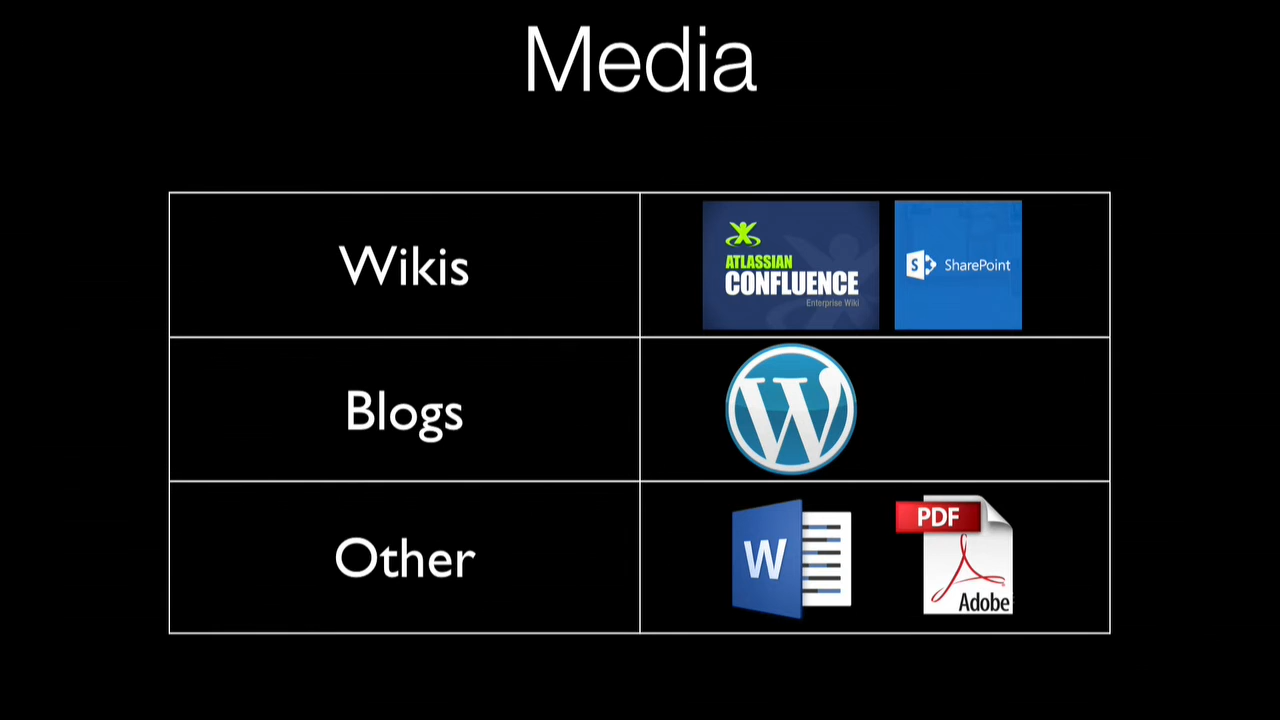 Media
Wikis
ATLASSIAN
CONFLUENCE
Enterprise Wiki
S SharePoint
Blogs
W
Other
W
PDF
Adobe